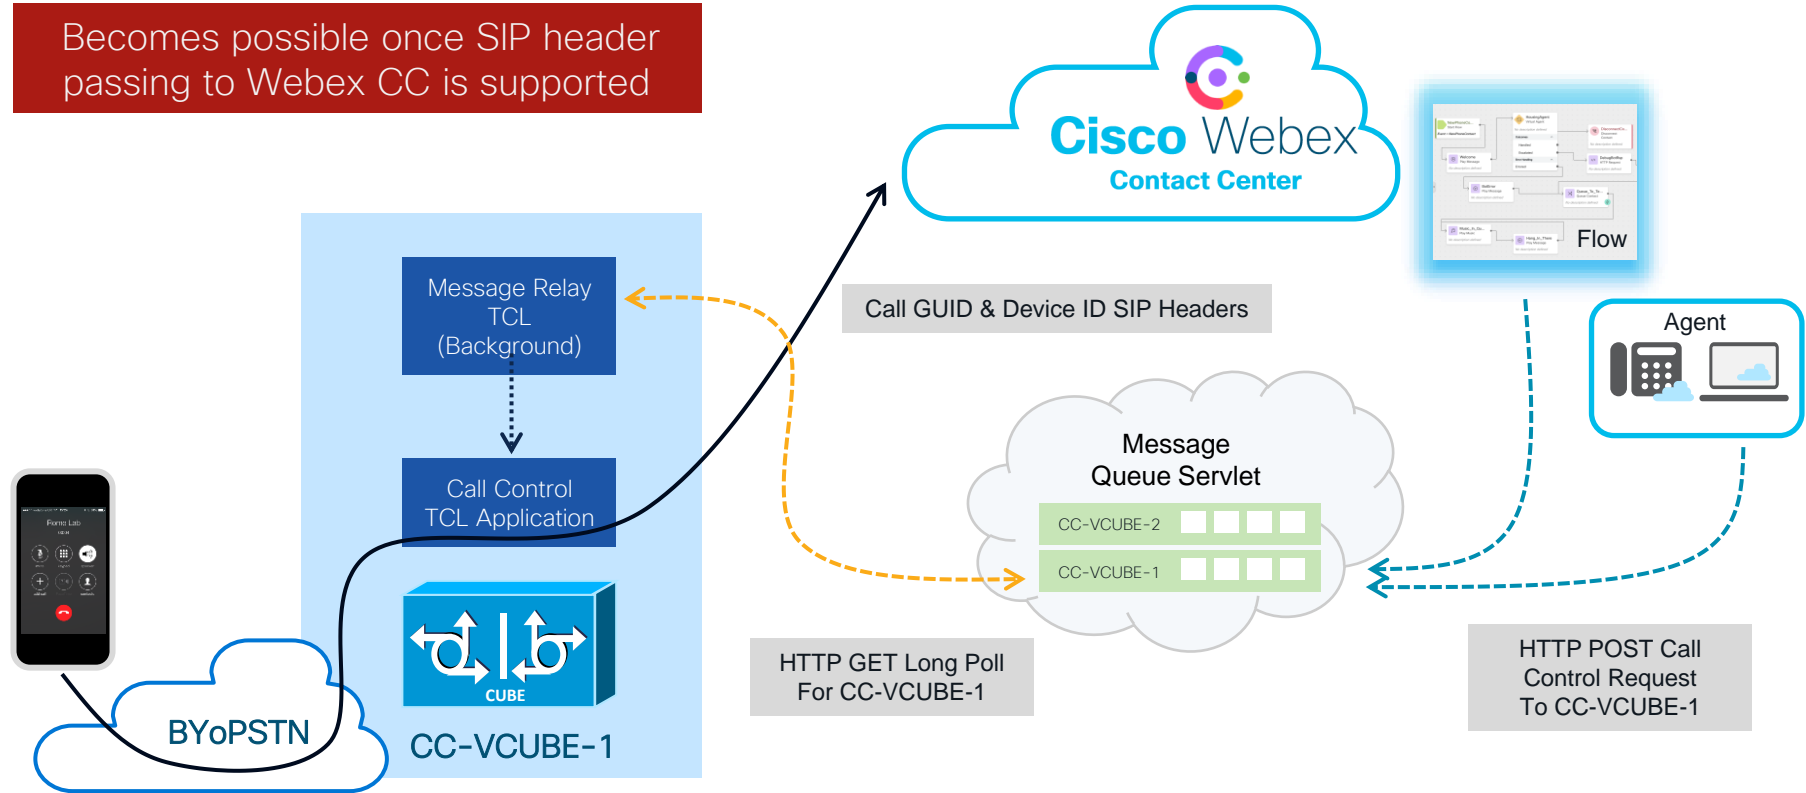 Becomes possible once SIP header
passing to Webex CC is supported
Cisco Webex
Contact Center
Flow
Message Relay
TCL
(Background)
Call GUID & Device ID SIP Headers
Agent
Message
Queue Servlet
CC-VCUBE-2
CC-VCUBE-1
Call Control
TCL Application
CUBE
CC-VCUBE-1
BYoPSTN
HTTP GET Long Poll
For CC-VCUBE-1
HTTP POST Call
Control Request
To CC-VCUBE-1